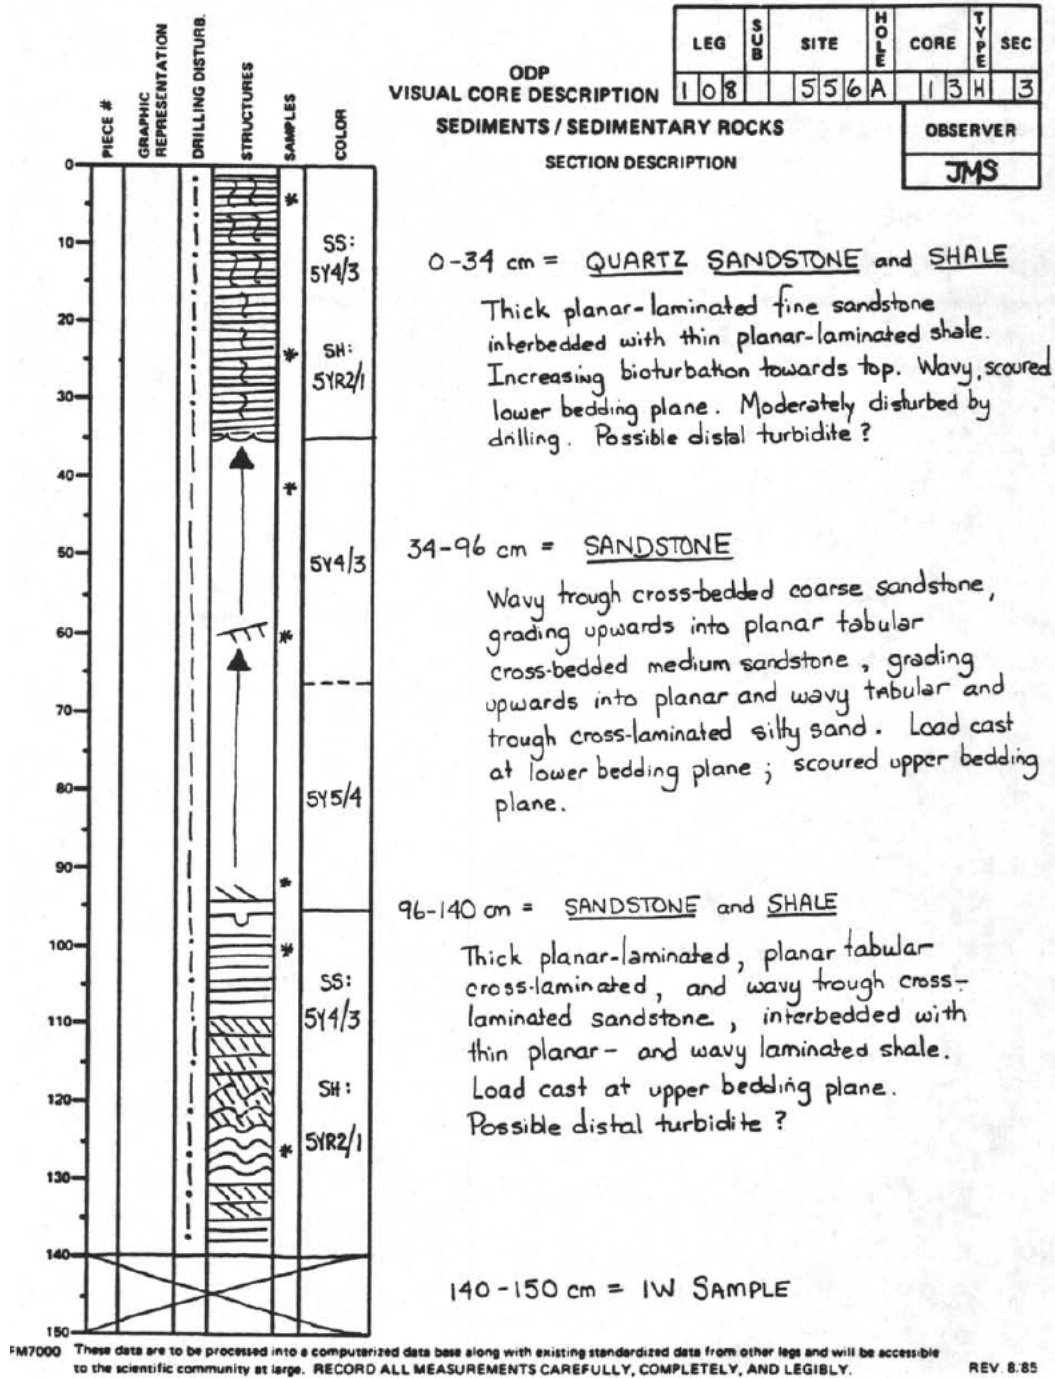 LEG SUB SITE HOLE CORE TYPE SEC
108 556 A 13 H 3
ODP
VISUAL CORE DESCRIPTION
SEDIMENTS / SEDIMENTARY ROCKS
SECTION DESCRIPTION
OBSERVER
JMS
PIECE #
GRAPHIC REPRESENTATION
DRILLING DISTURB.
STRUCTURES
SAMPLES
COLOR
0
10
20
30
40
50
60
70
80
90
100
110
120
130
140
150
SS:
5Y4/3
SH:
5YR2/1
5Y4/3
5Y5/4
SS:
5Y4/3
SH:
5YR2/1
0-34 cm = QUARTZ SANDSTONE and SHALE
Thick planar-laminated fine sandstone
interbedded with thin planar-laminated shale.
Increasing bioturbation towards top. Wavy, scoured
lower bedding plane. Moderately disturbed by
drilling. Possible distal turbidite?
34-96 cm = SANDSTONE
Wavy trough cross-bedded coarse sandstone,
grading upwards into planar tabular
cross-bedded medium sandstone, grading
upwards into planar and wavy tabular and
trough cross-laminated silty sand. Load cast
at lower bedding plane; scoured upper bedding
plane.
96-140 cm = SANDSTONE and SHALE
Thick planar-laminated, planar tabular
cross-laminated, and wavy trough cross-
laminated sandstone, interbedded with
thin planar- and wavy laminated shale.
Load cast at upper bedding plane.
Possible distal turbidite?
140-150 cm = IW SAMPLE
FM7000 These data are to be processed into a computerized data base along with existing standardized data from other legs and will be accessible
to the scientific community at large. RECORD ALL MEASUREMENTS CAREFULLY, COMPLETELY, AND LEGIBLY. REV. 8/85